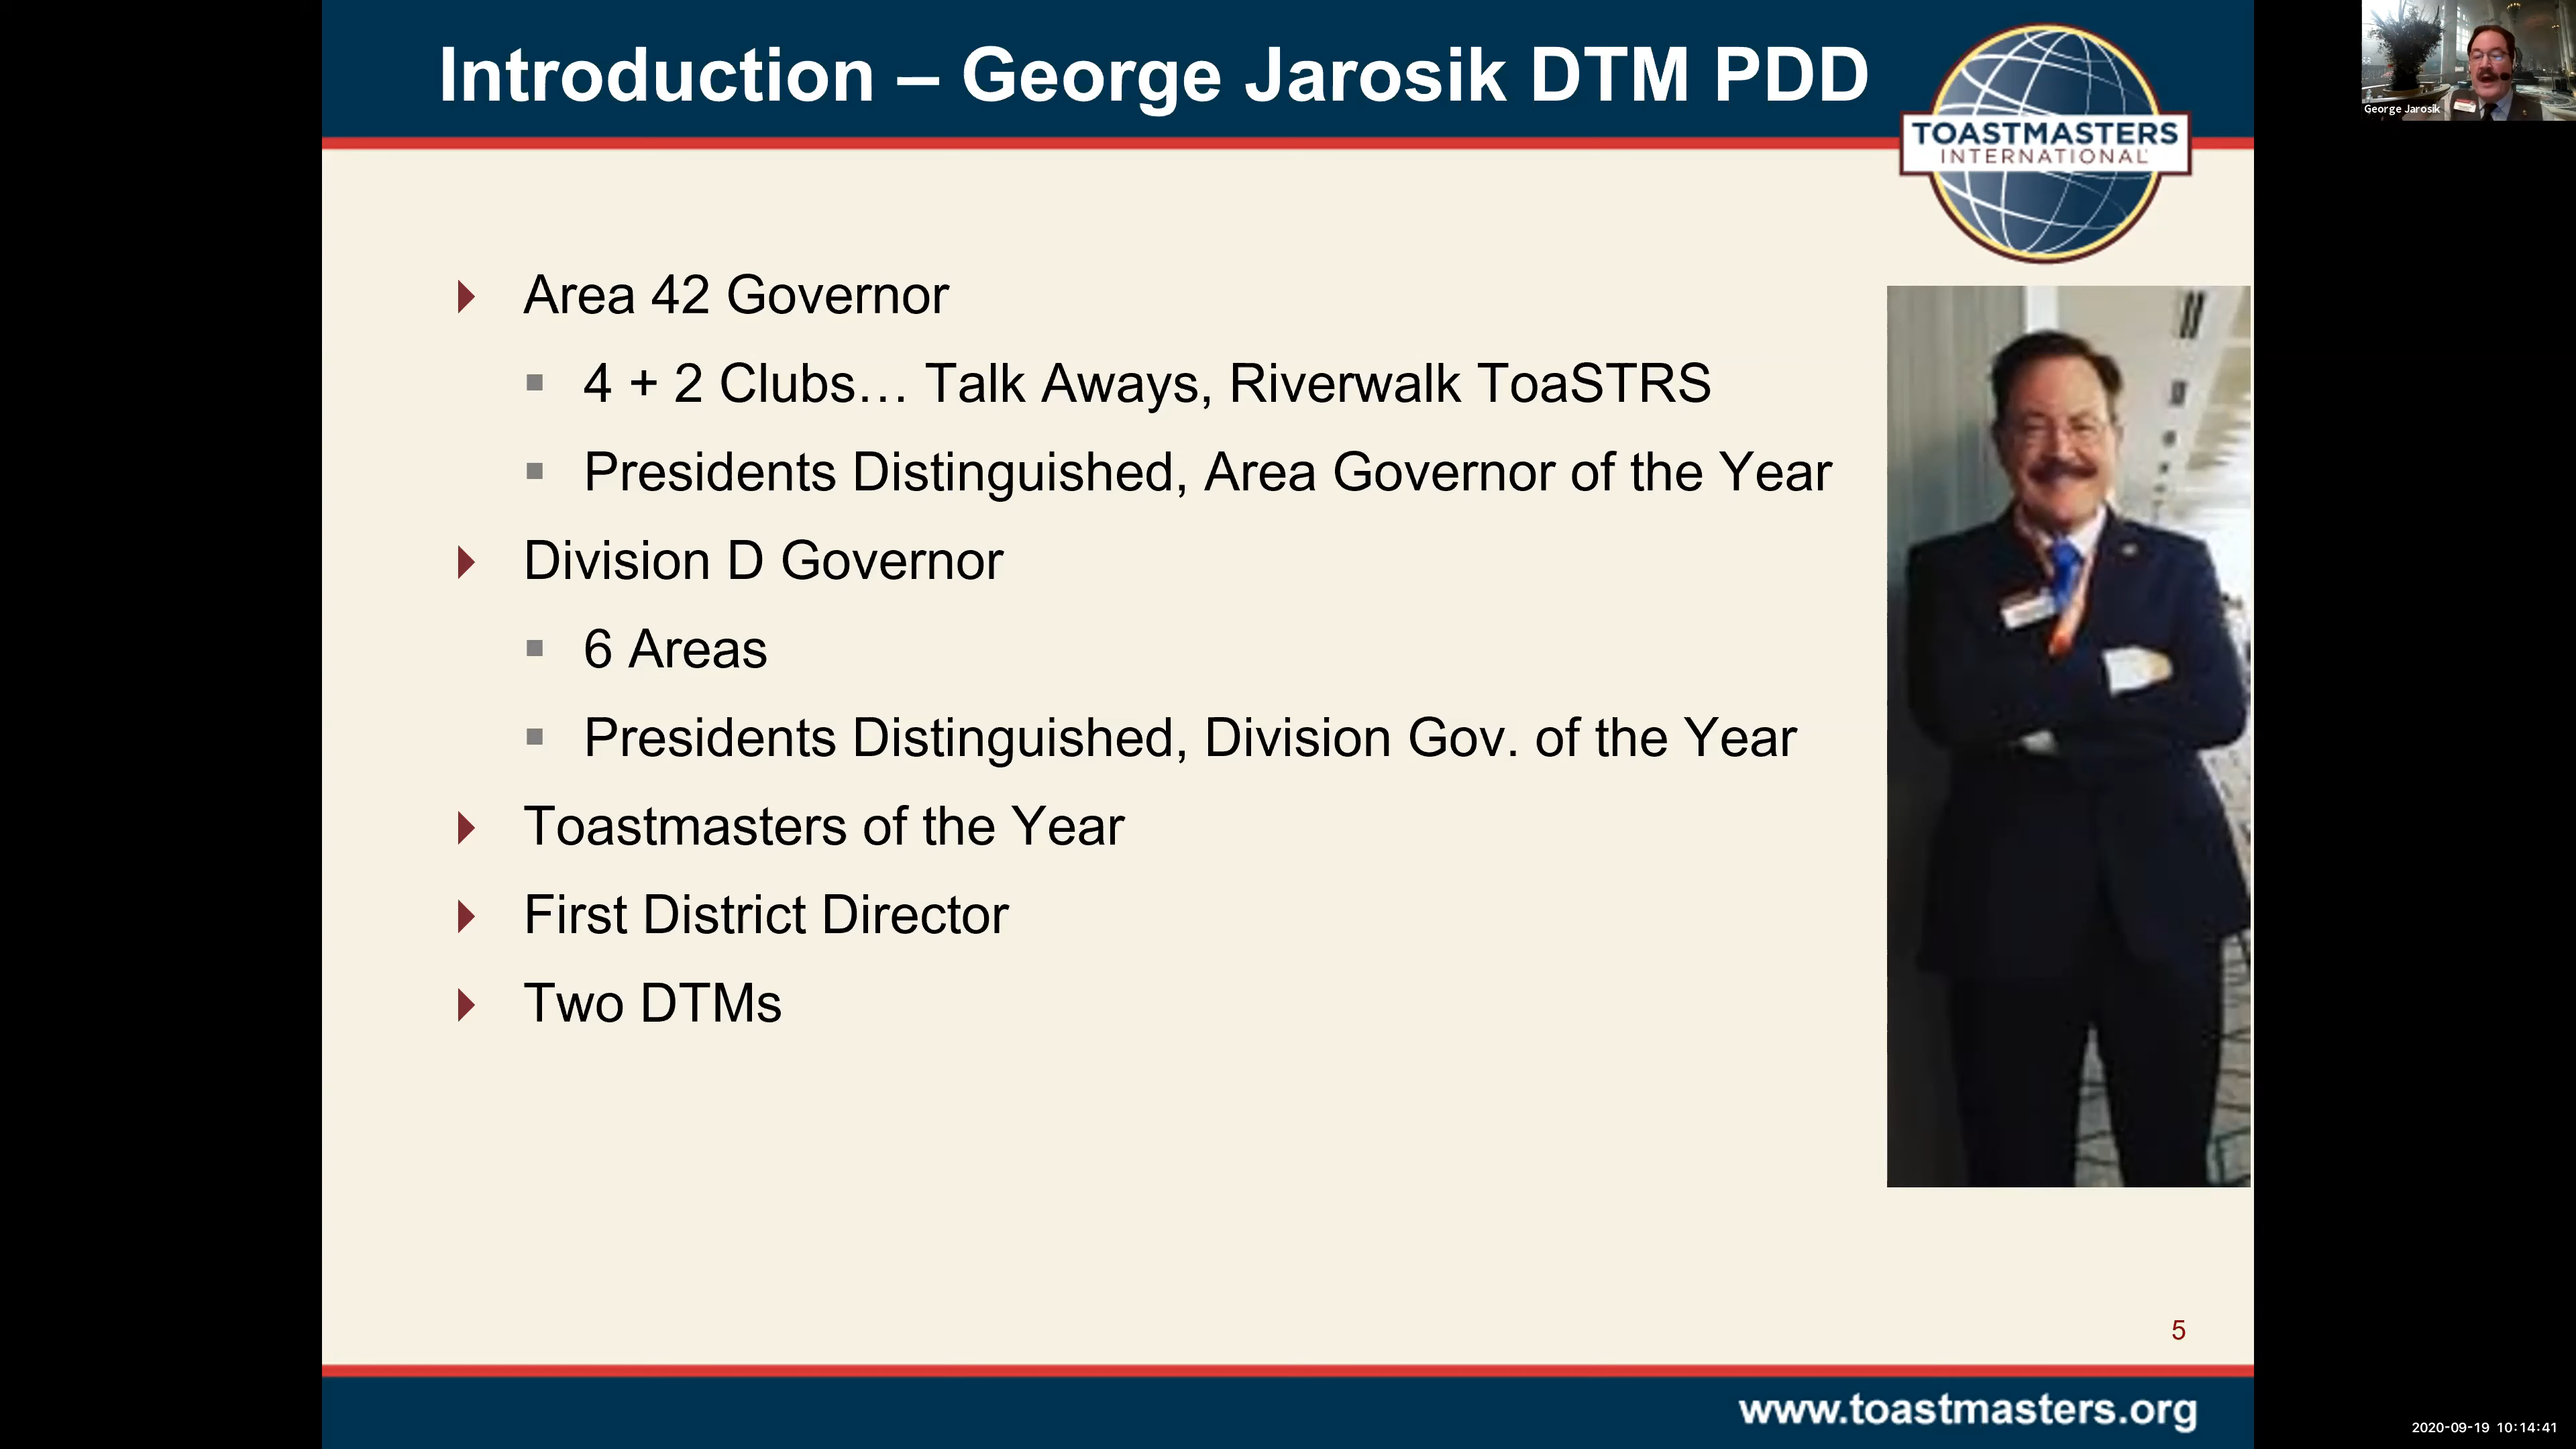 Introduction – George Jarosik DTM PDD
TOASTMASTERS
INTERNATIONAL
George Jarosik
Area 42 Governor
4 + 2 Clubs… Talk Aways, Riverwalk ToaSTRS
Presidents Distinguished, Area Governor of the Year
Division D Governor
6 Areas
Presidents Distinguished, Division Gov. of the Year
Toastmasters of the Year
First District Director
Two DTMs
5
www.toastmasters.org
2020-09-19 10:14:41